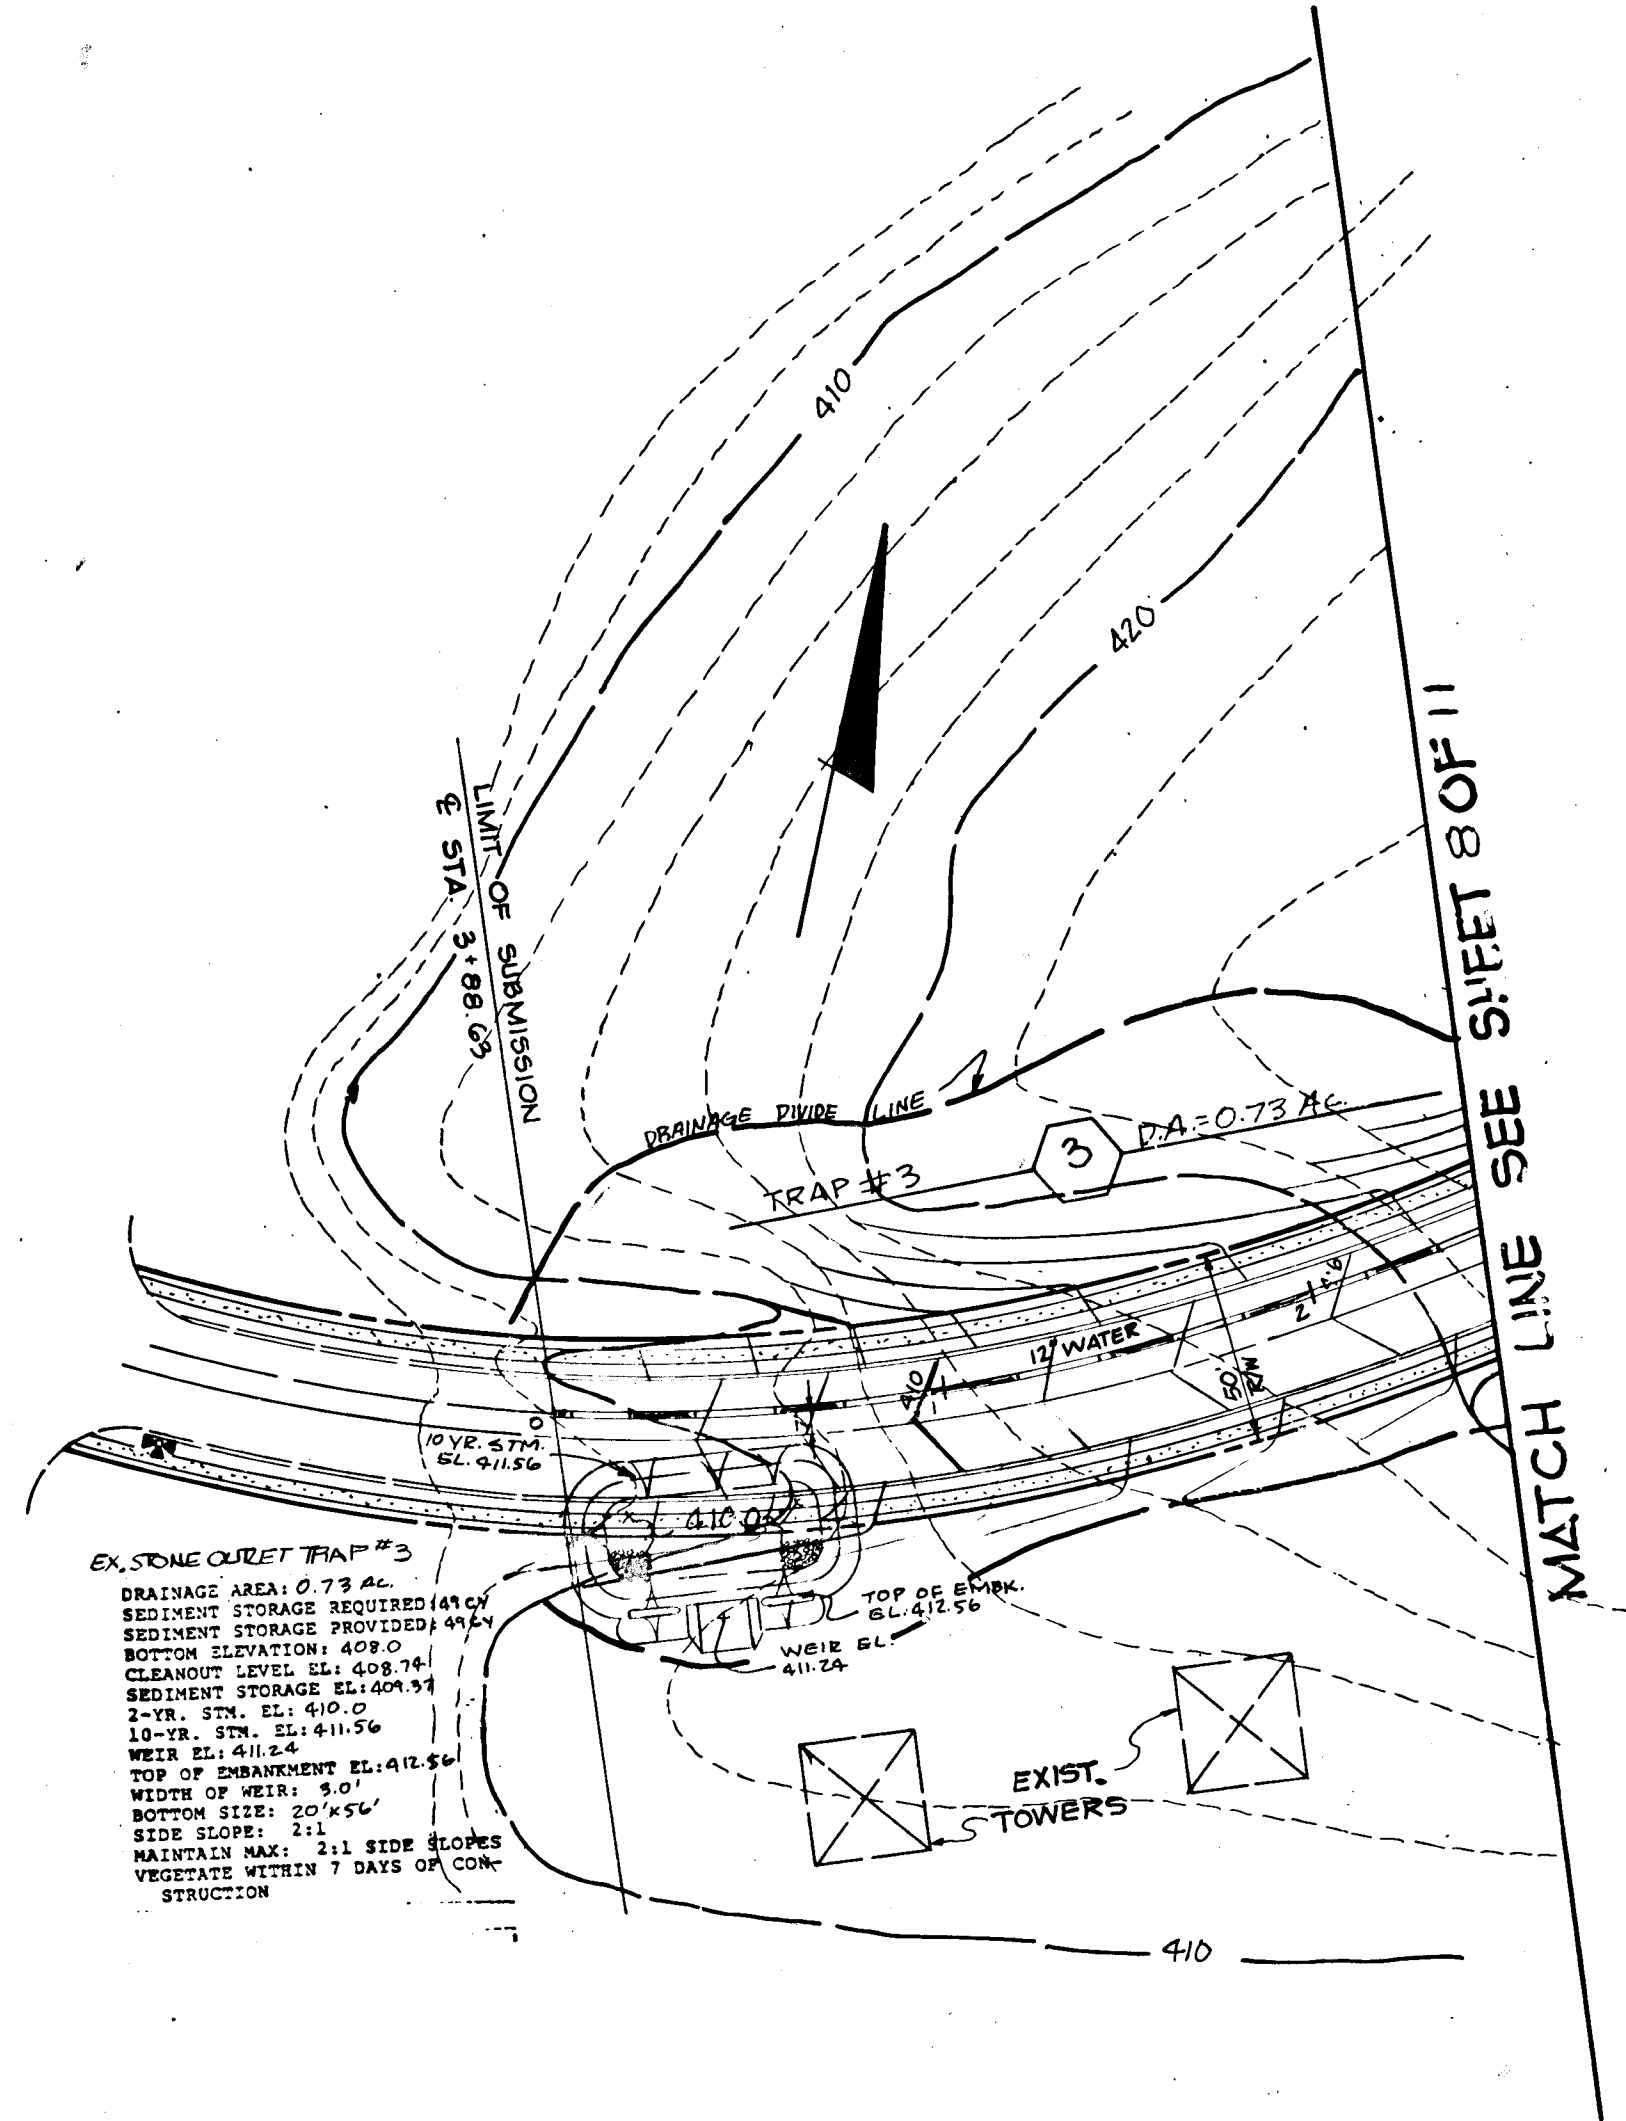 410
420
MATCH LINE SEE SHEET 8 OF 11
LIMIT OF SUBMISSION
℄ STA 3+88.63
DRAINAGE DIVIDE LINE
TRAP #3
3
D.A.=0.73 AC.
12" WATER
410
50'
R/W
0
1
2
10 YR. STM.
EL. 411.56
410.0
TOP OF EMBK.
EL. 412.56
WEIR EL.
411.24
EX. STONE OUTLET TRAP #3
DRAINAGE AREA: 0.73 AC.
SEDIMENT STORAGE REQUIRED: 49 CY
SEDIMENT STORAGE PROVIDED: 49 CY
BOTTOM ELEVATION: 408.0
CLEANOUT LEVEL EL: 408.74
SEDIMENT STORAGE EL: 409.37
2-YR. STM. EL: 410.0
10-YR. STM. EL: 411.56
WEIR EL: 411.24
TOP OF EMBANKMENT EL: 412.56
WIDTH OF WEIR: 3.0'
BOTTOM SIZE: 20'x56'
SIDE SLOPE: 2:1
MAINTAIN MAX: 2:1 SIDE SLOPES
VEGETATE WITHIN 7 DAYS OF CON-
STRUCTION
EXIST.
TOWERS
410